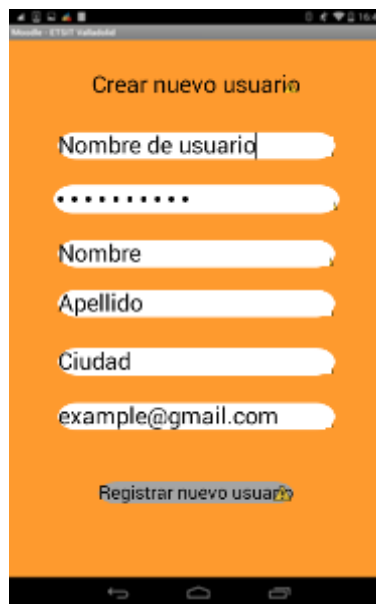 Moodle - ETSIT Valladolid
Crear nuevo usuario
Nombre de usuario
Nombre
Apellido
Ciudad
example@gmail.com
Registrar nuevo usuario